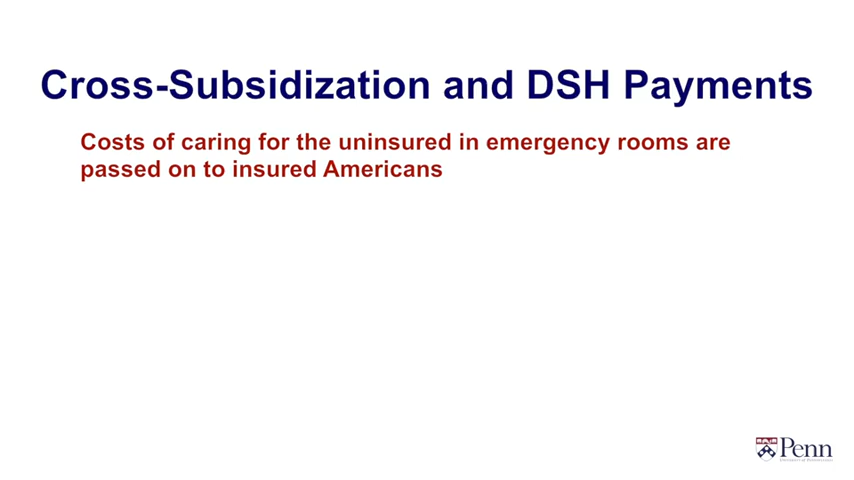 Cross-Subsidization and DSH Payments
Costs of caring for the uninsured in emergency rooms are
passed on to insured Americans
Penn